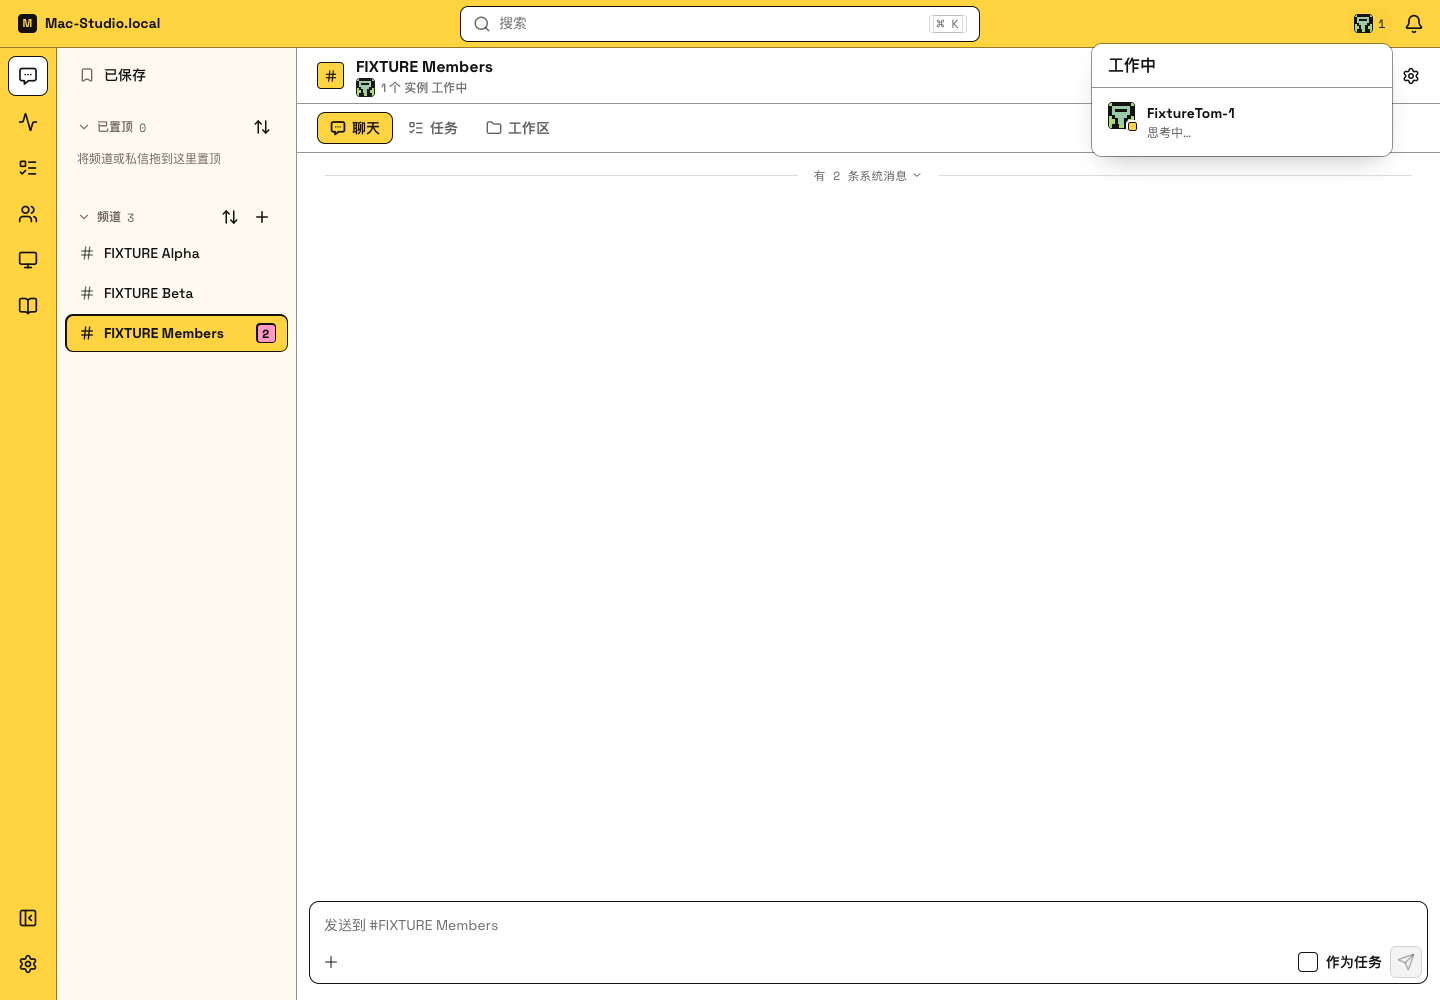 M Mac-Studio.local
搜索
⌘ K
1
已保存
已置顶 0
将频道或私信拖到这里置顶
频道 3
FIXTURE Alpha
FIXTURE Beta
FIXTURE Members 2
FIXTURE Members
1 个 实例 工作中
聊天
任务
工作区
工作中
FixtureTom-1
思考中...
有 2 条系统消息
发送到 #FIXTURE Members
作为任务